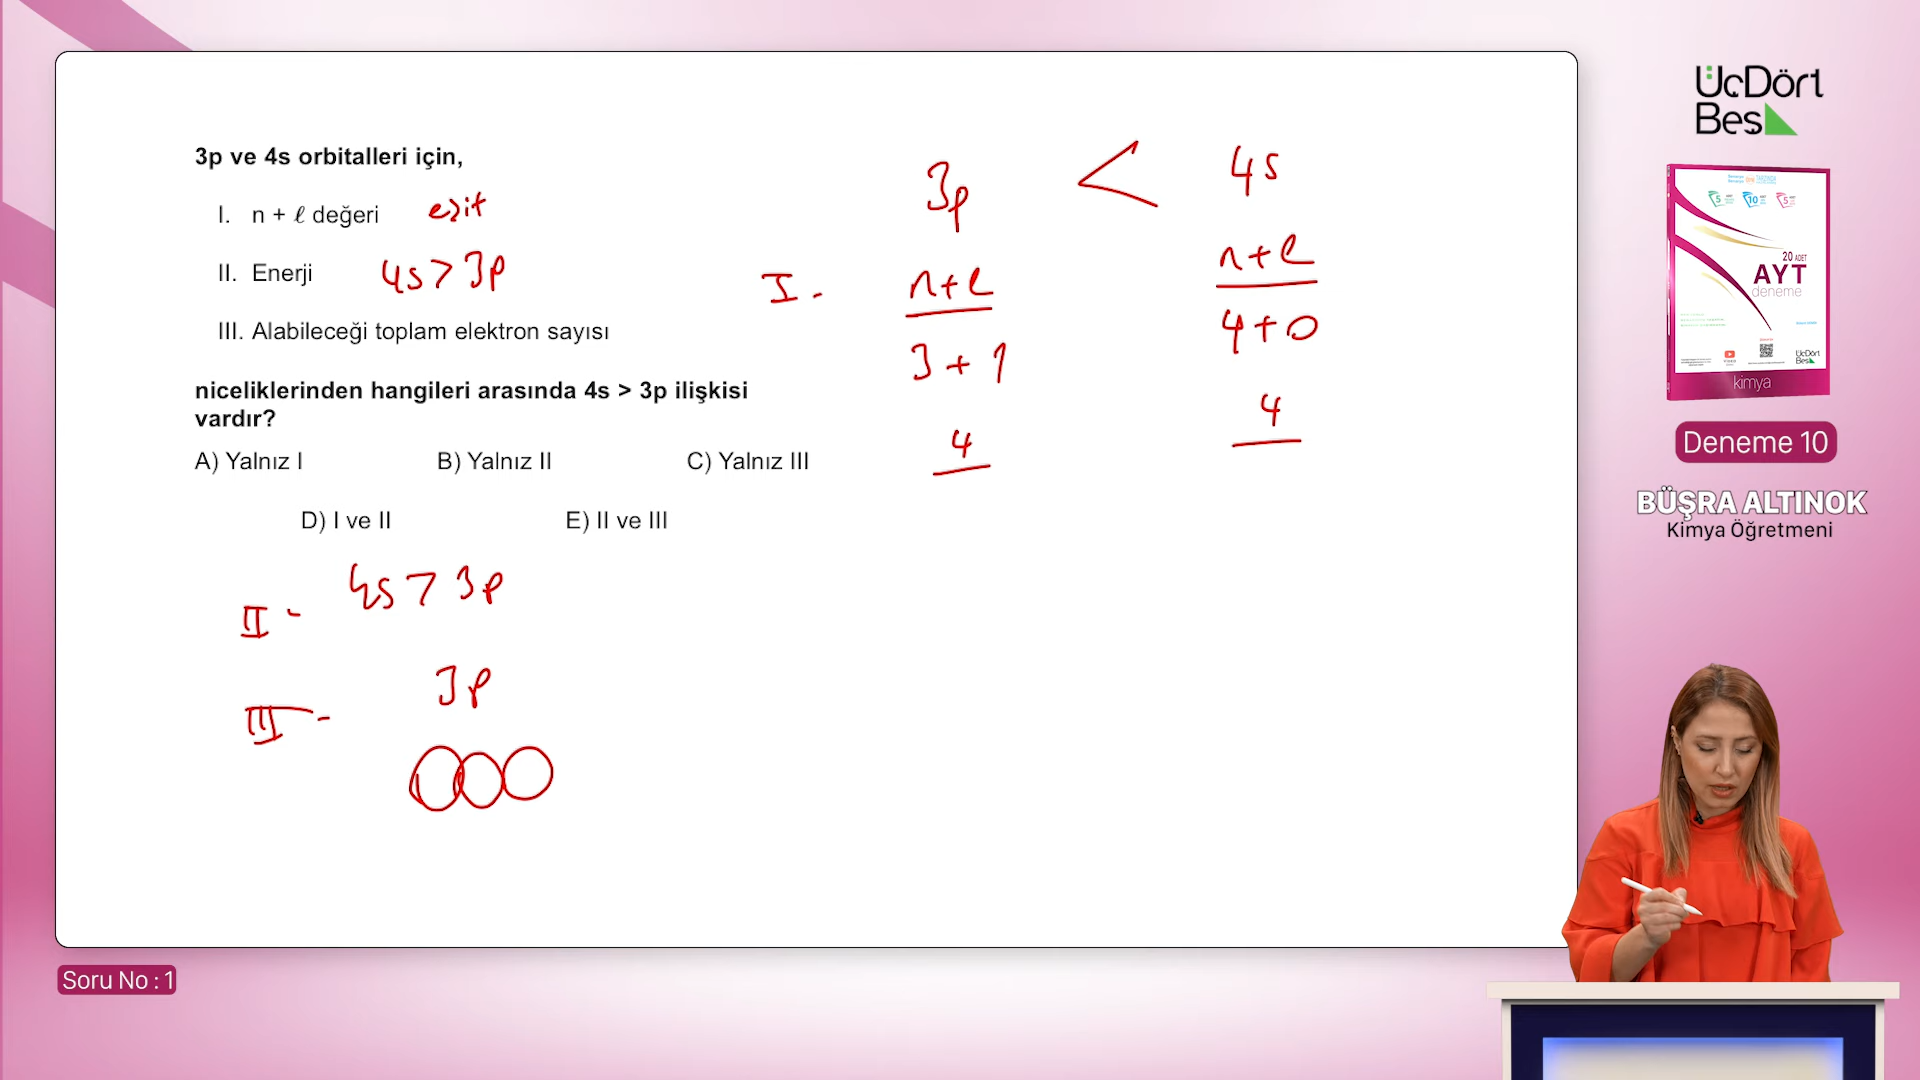 3p ve 4s orbitalleri için,
I. n + ℓ değeri eşit
II. Enerji 4s > 3p
III. Alabileceği toplam elektron sayısı
niceliklerinden hangileri arasında 4s > 3p ilişkisi
vardır?
A) Yalnız I B) Yalnız II C) Yalnız III
D) I ve II E) II ve III
II - 4s > 3p
III - 3p
3p < 4s
I - n+l n+l
3 + 1 4 + 0
4 4
ÜçDört
Beş
20 ADET
AYT
deneme
ÜçDört
Beş
kimya
Deneme 10
BÜŞRA ALTINOK
Kimya Öğretmeni
Soru No : 1